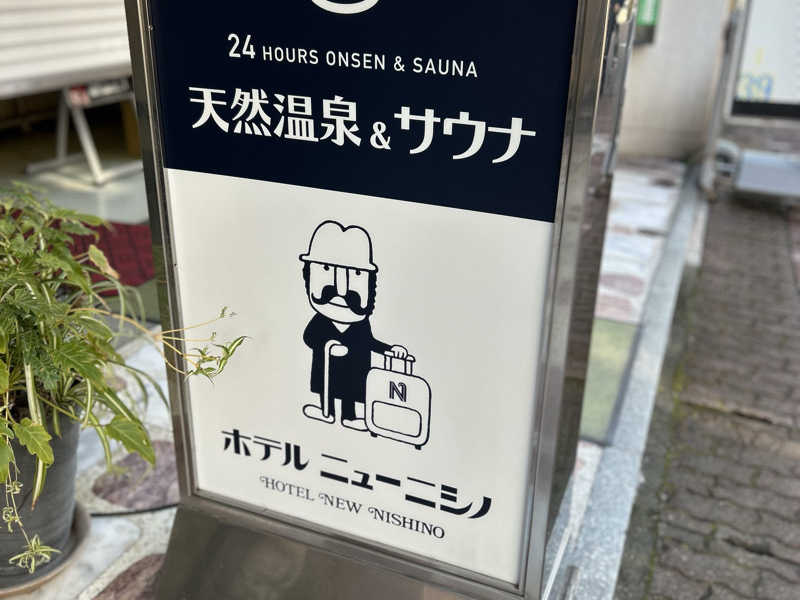 24 HOURS ONSEN & SAUNA
天然温泉&サウナ
N
ホテル ニューニシノ
HOTEL NEW NISHINO